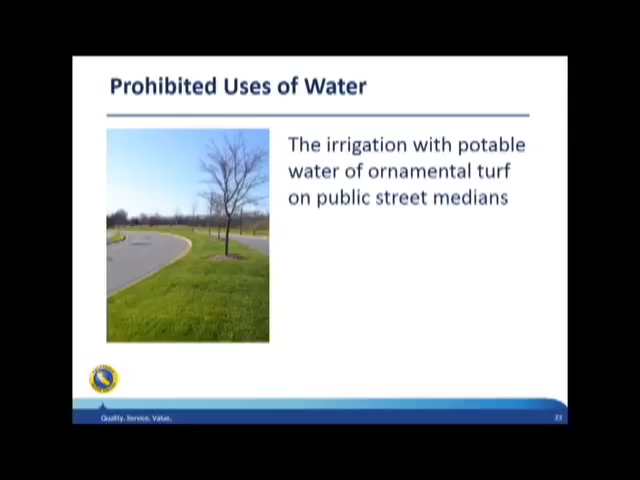 Prohibited Uses of Water
The irrigation with potable
water of ornamental turf
on public street medians
Quality. Service. Value.